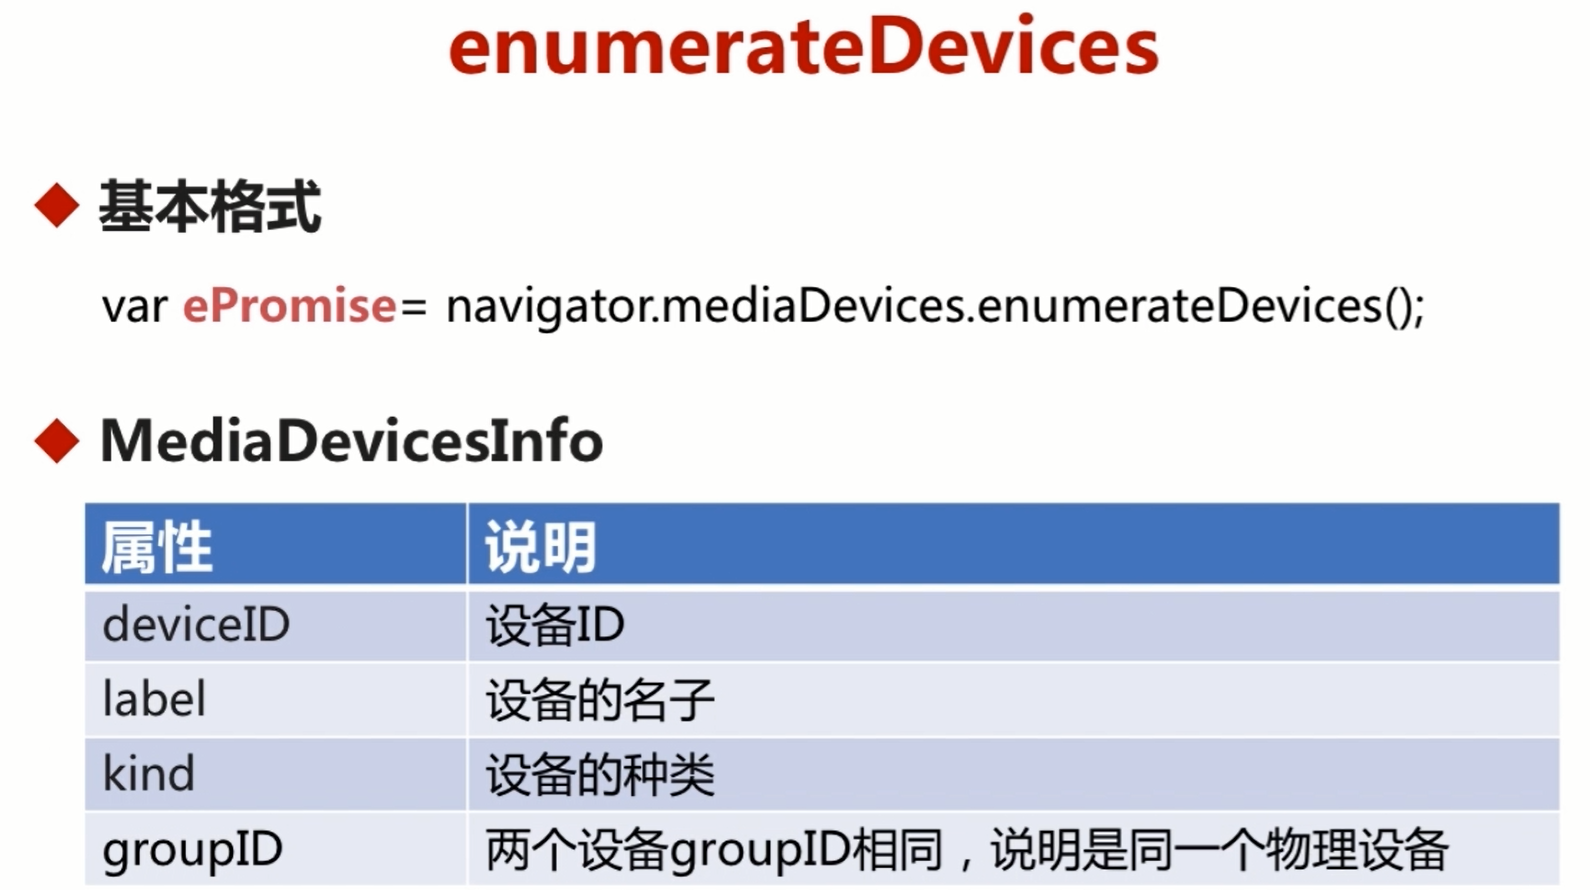 enumerateDevices
基本格式
var ePromise= navigator.mediaDevices.enumerateDevices();
MediaDevicesInfo
属性 说明
deviceID 设备ID
label 设备的名子
kind 设备的种类
groupID 两个设备groupID相同，说明是同一个物理设备